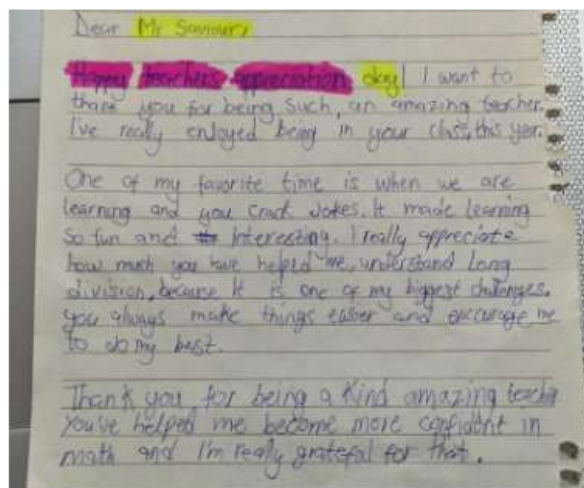 Dear Mr Saviour,
Happy teachers appreciation day! I want to
thank you for being such, an amazing teacher.
I've really enjoyed being in your class, this year.
One of my favorite time is when we are
learning and you crack Jokes. It made learning
so fun and interesting. I really appreciate
how much you have helped me, understand Long
division, because it is one of my biggest challenges.
you always make things easier and encourage me
to do my best.
Thank you for being a Kind amazing teacher
You've helped me become more confident in
math and I'm really grateful for that.